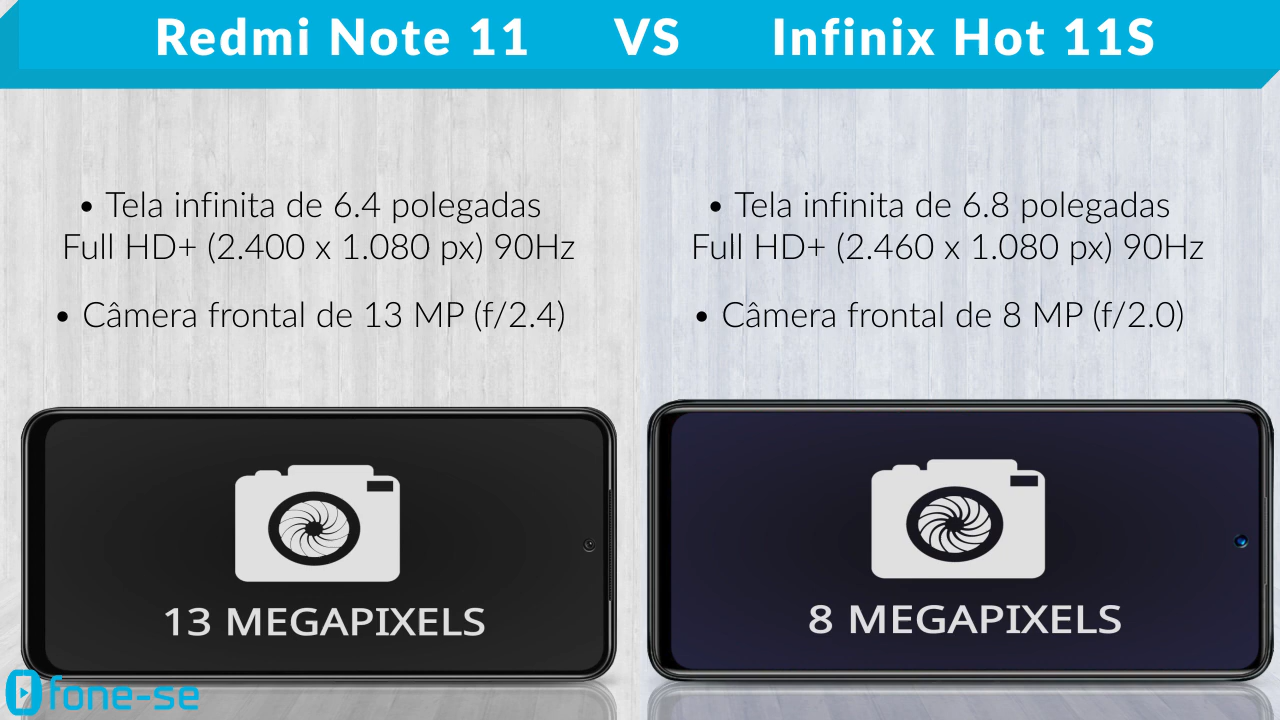 Redmi Note 11 VS Infinix Hot 11S
• Tela infinita de 6.4 polegadas
Full HD+ (2.400 x 1.080 px) 90Hz
• Câmera frontal de 13 MP (f/2.4)
• Tela infinita de 6.8 polegadas
Full HD+ (2.460 x 1.080 px) 90Hz
• Câmera frontal de 8 MP (f/2.0)
13 MEGAPIXELS
8 MEGAPIXELS
fone-se